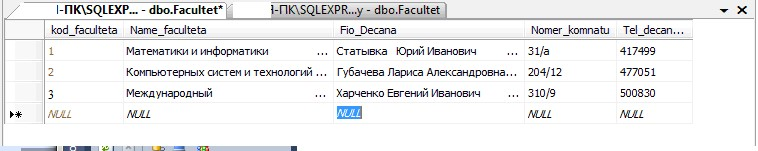 I-ПК\SQLEXP... - dbo.Facultet* Я-ПК\SQLEXPR...y - dbo.Facultet
kod_faculteta Name_faculteta Fio_Decana Nomer_komnatu Tel_decan...
1 Математики и информатики ... Статывка Юрий Иванович ... 31/а 417499
2 Компьютерных систем и технологий ... Губачева Лариса Александровна... 204/12 477051
3 Международный ... Харченко Евгений Иванович ... 310/9 500830
NULL NULL NULL NULL NULL